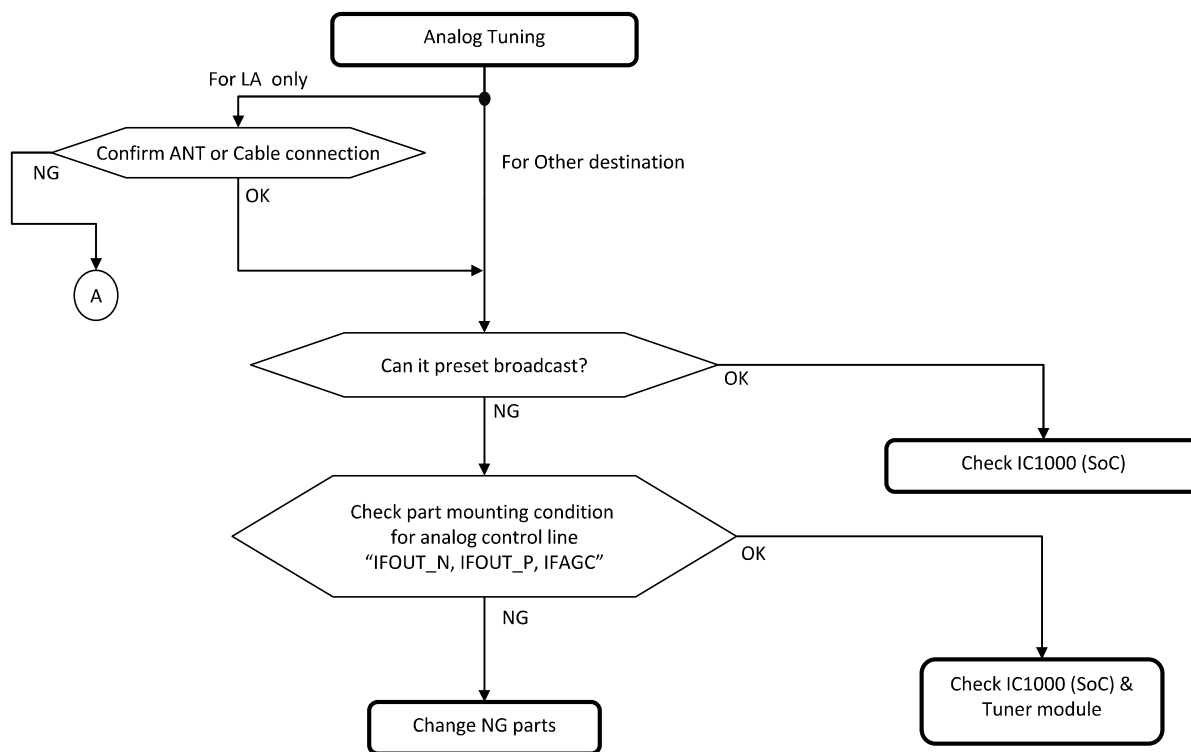 Analog Tuning
For LA only
Confirm ANT or Cable connection
NG
For Other destination
OK
A
Can it preset broadcast?
OK
NG
Check IC1000 (SoC)
Check part mounting condition
for analog control line
“IFOUT_N, IFOUT_P, IFAGC”
OK
NG
Check IC1000 (SoC) &
Tuner module
Change NG parts